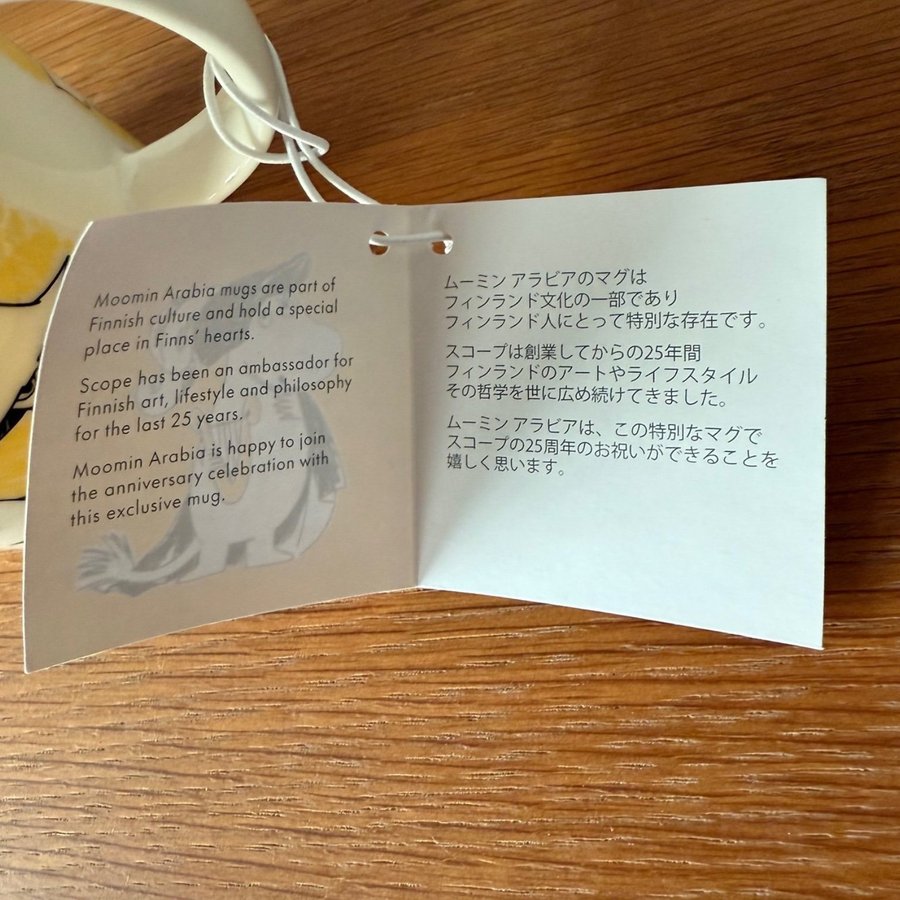 Moomin Arabia mugs are part of
Finnish culture and hold a special
place in Finns' hearts.
Scope has been an ambassador for
Finnish art, lifestyle and philosophy
for the last 25 years.
Moomin Arabia is happy to join
the anniversary celebration with
this exclusive mug.
ムーミン アラビアのマグは
フィンランド文化の一部であり
フィンランド人にとって特別な存在です。
スコープは創業してからの25年間
フィンランドのアートやライフスタイル
その哲学を世に広め続けてきました。
ムーミン アラビアは、この特別なマグで
スコープの25周年のお祝いができることを
嬉しく思います。